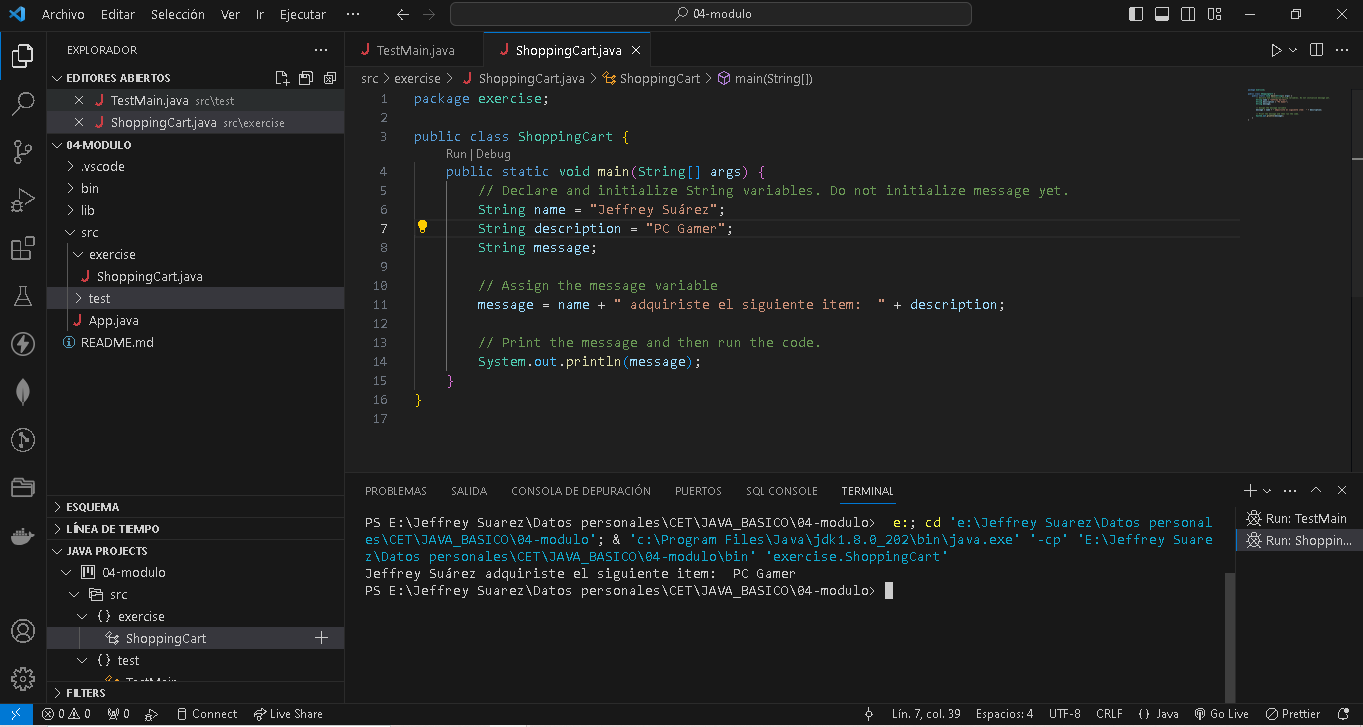 Archivo Editar Selección Ver Ir Ejecutar ··· 04-modulo
EXPLORADOR
EDITORES ABIERTOS
TestMain.java src\test
ShoppingCart.java src\exercise
04-MODULO
.vscode
bin
lib
src
exercise
ShoppingCart.java
test
App.java
README.md
ESQUEMA
LÍNEA DE TIEMPO
JAVA PROJECTS
04-modulo
src
{} exercise
ShoppingCart
{} test
TestMain
FILTERS
TestMain.java ShoppingCart.java
src > exercise > ShoppingCart.java > ShoppingCart > main(String[])
1 package exercise;
2
3 public class ShoppingCart {
Run | Debug
4 public static void main(String[] args) {
5 // Declare and initialize String variables. Do not initialize message yet.
6 String name = "Jeffrey Suárez";
7 String description = "PC Gamer";
8 String message;
9
10 // Assign the message variable
11 message = name + " adquiriste el siguiente item:  " + description;
12
13 // Print the message and then run the code.
14 System.out.println(message);
15 }
16 }
17
PROBLEMAS SALIDA CONSOLA DE DEPURACIÓN PUERTOS SQL CONSOLE TERMINAL
PS E:\Jeffrey Suarez\Datos personales\CET\JAVA_BASICO\04-modulo>  e:; cd 'e:\Jeffrey Suarez\Datos personal
es\CET\JAVA_BASICO\04-modulo'; & 'c:\Program Files\Java\jdk1.8.0_202\bin\java.exe' '-cp' 'E:\Jeffrey Suare
z\Datos personales\CET\JAVA_BASICO\04-modulo\bin' 'exercise.ShoppingCart'
Jeffrey Suárez adquiriste el siguiente item:  PC Gamer
PS E:\Jeffrey Suarez\Datos personales\CET\JAVA_BASICO\04-modulo>
Run: TestMain
Run: Shoppin...
0 0 0 Connect Live Share Lín. 7, col. 39 Espacios: 4 UTF-8 CRLF {} Java Go Live Prettier